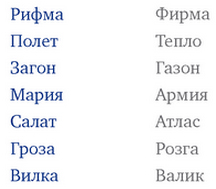 Рифма Фирма
Полет Тепло
Загон Газон
Мария Армия
Салат Атлас
Гроза Розга
Вилка Валик